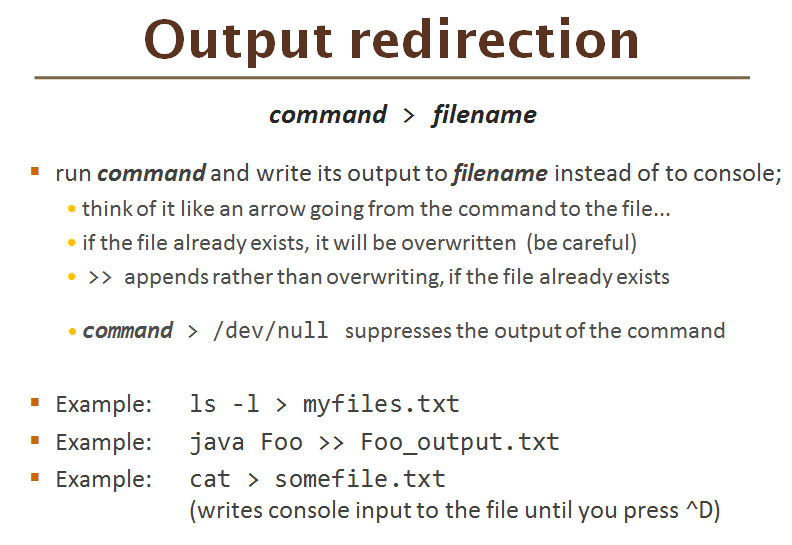 Output redirection
command > filename
run command and write its output to filename instead of to console;
think of it like an arrow going from the command to the file...
if the file already exists, it will be overwritten (be careful)
>> appends rather than overwriting, if the file already exists
command > /dev/null suppresses the output of the command
Example: ls -l > myfiles.txt
Example: java Foo >> Foo_output.txt
Example: cat > somefile.txt
(writes console input to the file until you press ^D)